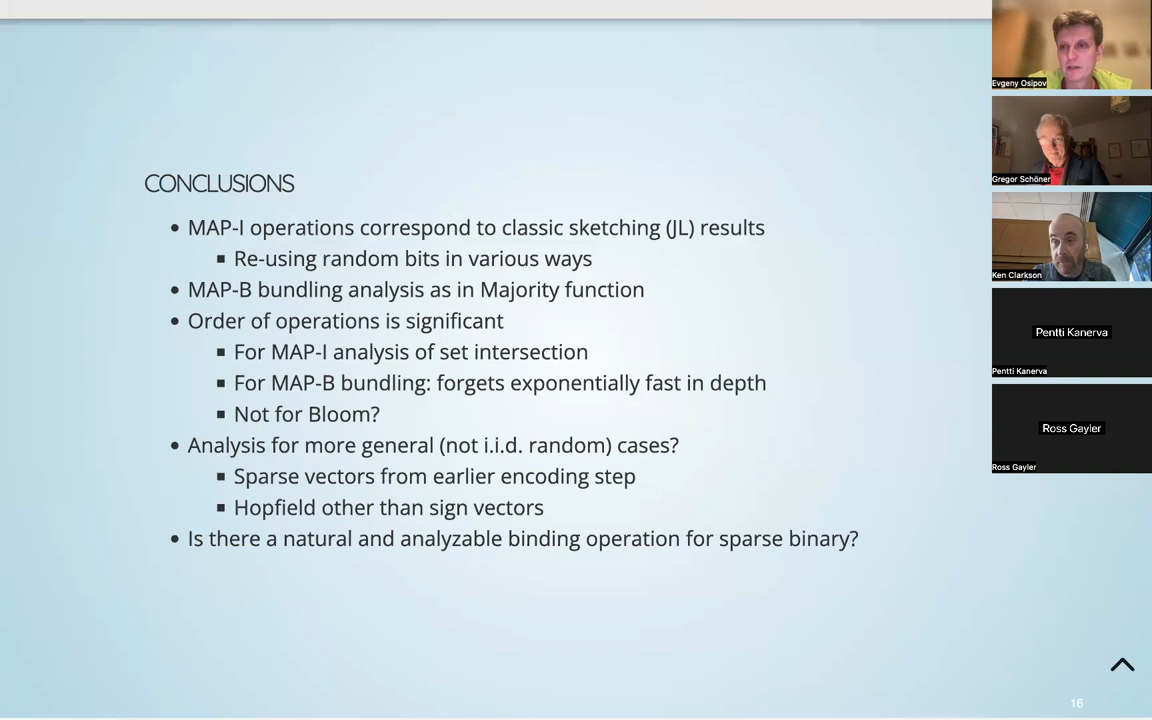 CONCLUSIONS
MAP-I operations correspond to classic sketching (JL) results
Re-using random bits in various ways
MAP-B bundling analysis as in Majority function
Order of operations is significant
For MAP-I analysis of set intersection
For MAP-B bundling: forgets exponentially fast in depth
Not for Bloom?
Analysis for more general (not i.i.d. random) cases?
Sparse vectors from earlier encoding step
Hopfield other than sign vectors
Is there a natural and analyzable binding operation for sparse binary?
16
Evgeny Osipov
Gregor Schöner
Ken Clarkson
Pentti Kanerva
Pentti Kanerva
Ross Gayler
Ross Gayler